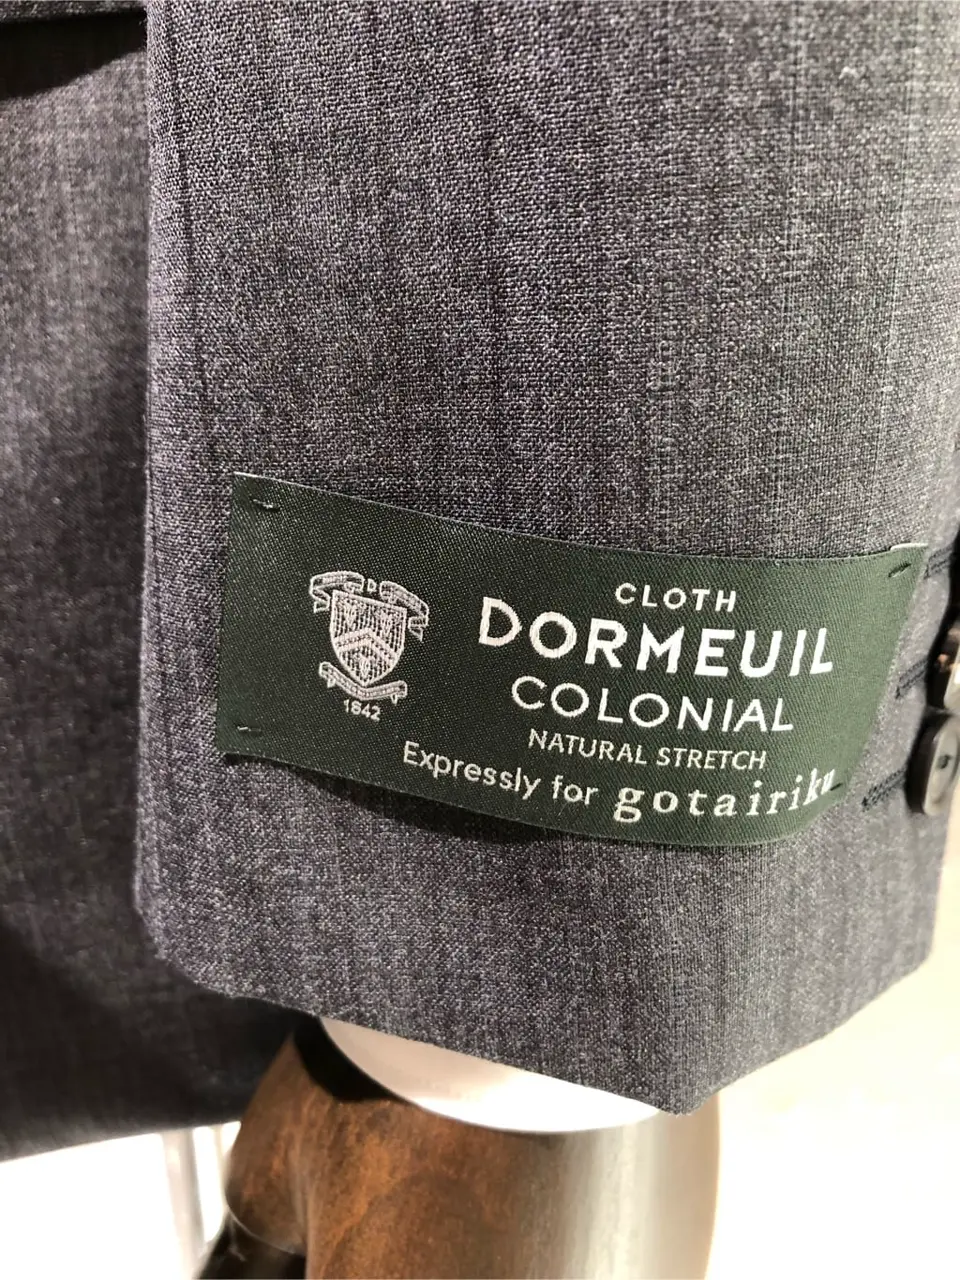 D
1842
CLOTH
DORMEUIL
COLONIAL
NATURAL STRETCH
Expressly for gotairiku